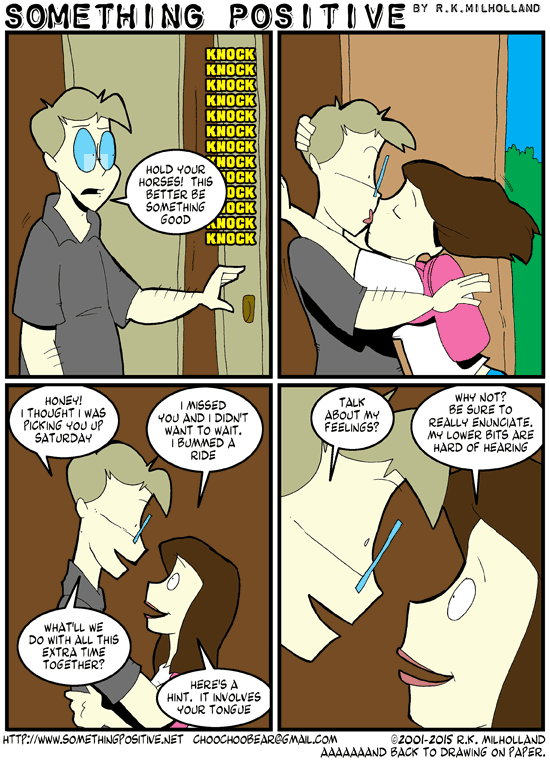 SOMETHING POSITIVE BY R.K.MILHOLLAND
KNOCK
KNOCK
KNOCK
KNOCK
KNOCK
KNOCK
KNOCK
KNOCK
KNOCK
KNOCK
KNOCK
KNOCK
KNOCK
HOLD YOUR
HORSES! THIS
BETTER BE
SOMETHING
GOOD
HONEY!
I THOUGHT I WAS
PICKING YOU UP
SATURDAY
I MISSED
YOU AND I DIDN'T
WANT TO WAIT.
I BUMMED A
RIDE
WHAT'LL WE
DO WITH ALL THIS
EXTRA TIME
TOGETHER?
HERE'S A
HINT. IT INVOLVES
YOUR TONGUE
TALK
ABOUT MY
FEELINGS?
WHY NOT?
BE SURE TO
REALLY ENUNCIATE.
MY LOWER BITS ARE
HARD OF HEARING
HTTP://WWW.SOMETHINGPOSITIVE.NET CHOOCHOOBEAR@GMAIL.COM ©2001-2015 R.K. MILHOLLAND
AAAAAAAND BACK TO DRAWING ON PAPER.